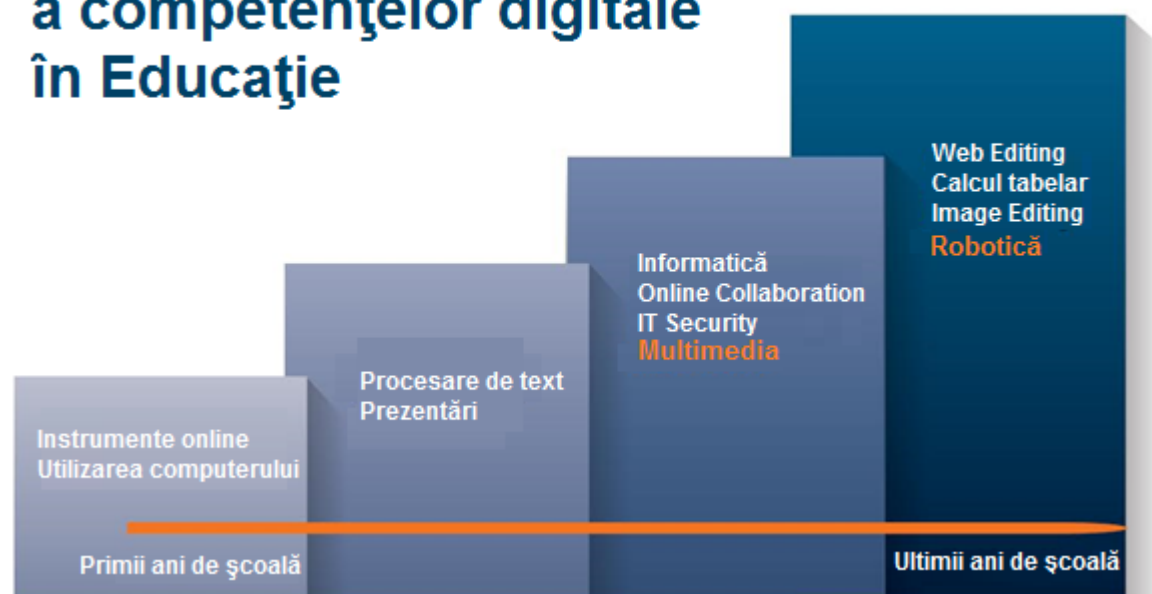 a competenţelor digitale
în Educaţie
Instrumente online
Utilizarea computerului
Procesare de text
Prezentări
Informatică
Online Collaboration
IT Security
Multimedia
Web Editing
Calcul tabelar
Image Editing
Robotică
Primii ani de şcoală
Ultimii ani de şcoală